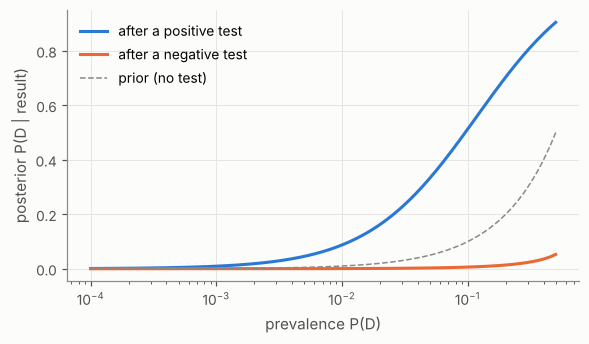 after a positive test
after a negative test
prior (no test)
posterior P(D | result)
0.8
0.6
0.4
0.2
0.0
10⁻⁴
10⁻³
10⁻²
10⁻¹
prevalence P(D)